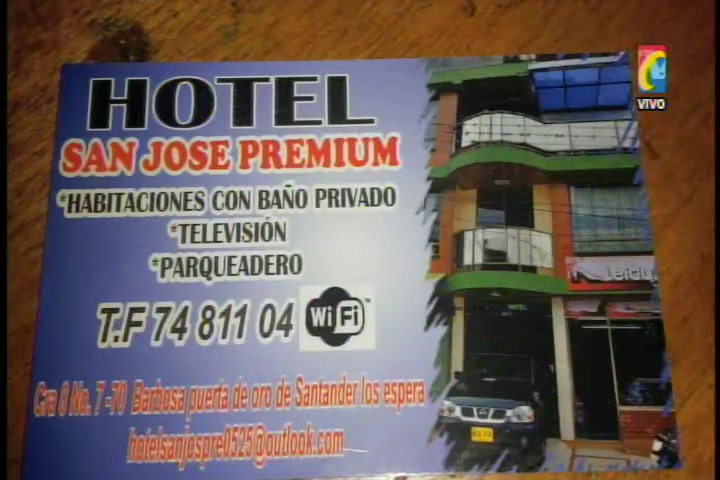 HOTEL
SAN JOSE PREMIUM
*HABITACIONES CON BAÑO PRIVADO
*TELEVISIÓN
*PARQUEADERO
T.F 74 811 04 WiFi
Cra 8 No. 7 -70 Barbosa puerta de oro de Santander los espera
hotelsanjospre0525@outlook.com
HOTEL
VIVO